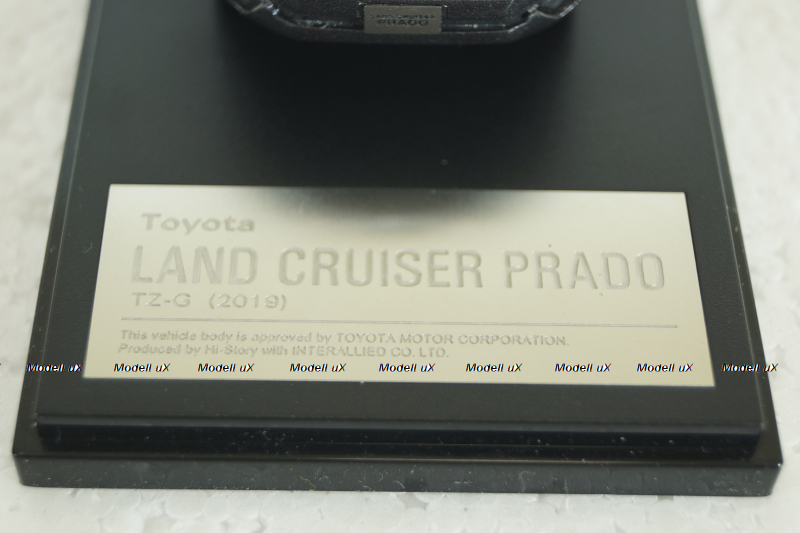 LAND CRUISER
PRADO
Toyota
LAND CRUISER PRADO
TZ-G (2019)
This vehicle body is approved by TOYOTA MOTOR CORPORATION.
Produced by Hi-Story with INTERALLIED CO. LTD.
Modell uX Modell uX Modell uX Modell uX Modell uX Modell uX Modell uX Modell uX Modell uX